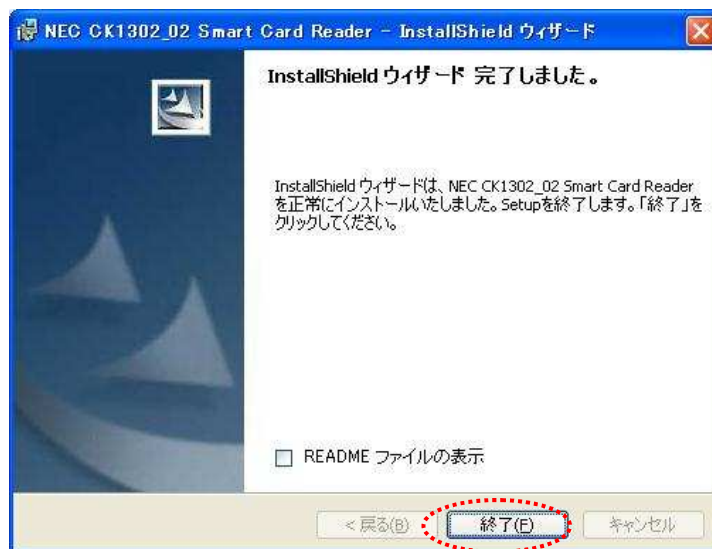 NEC CK1302_02 Smart Card Reader - InstallShield ウィザード
InstallShield ウィザード 完了しました。
InstallShield ウィザードは、NEC CK1302_02 Smart Card Reader
を正常にインストールいたしました。Setupを終了します。「終了」を
クリックしてください。
README ファイルの表示
< 戻る(B)
終了(F)
キャンセル